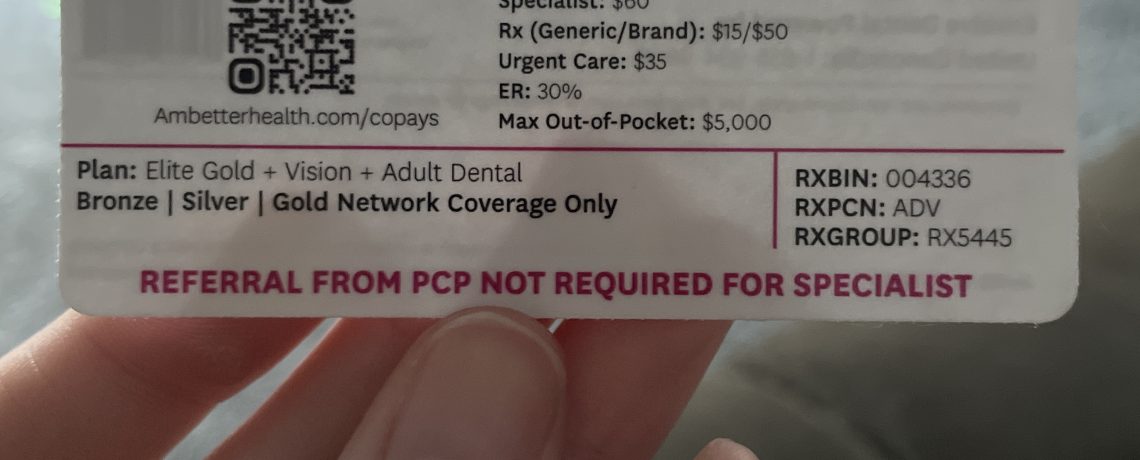 Specialist: $60
Rx (Generic/Brand): $15/$50
Urgent Care: $35
ER: 30%
Ambetterhealth.com/copays
Max Out-of-Pocket: $5,000
Plan: Elite Gold + Vision + Adult Dental
Bronze | Silver | Gold Network Coverage Only
RXBIN: 004336
RXPCN: ADV
RXGROUP: RX5445
REFERRAL FROM PCP NOT REQUIRED FOR SPECIALIST